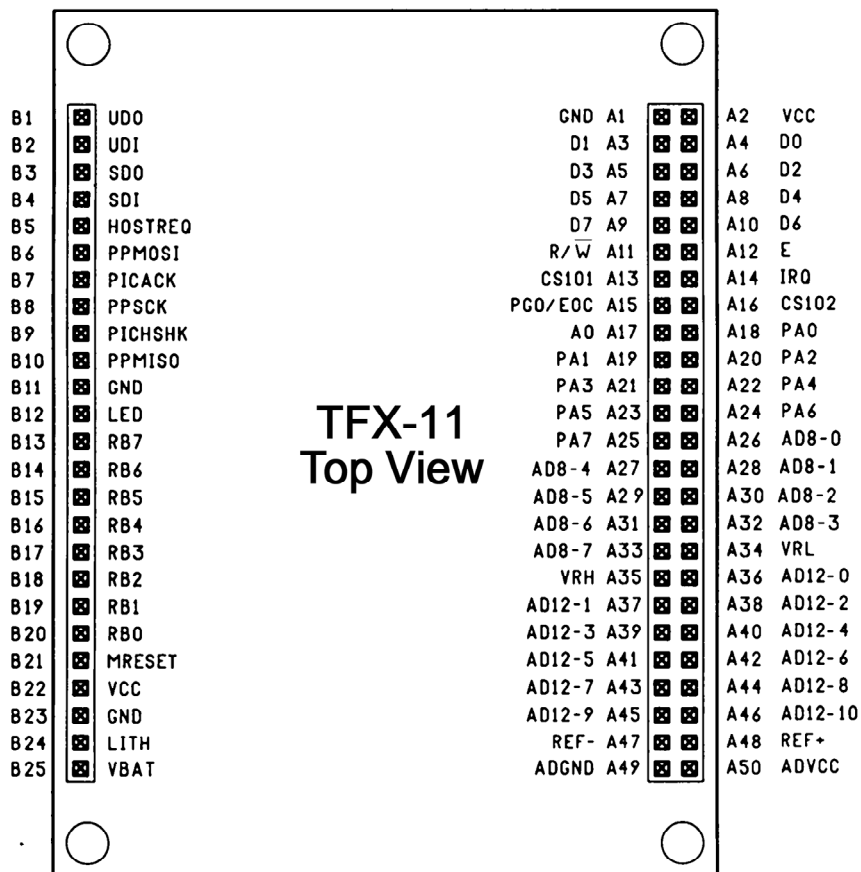 B1 UDO GND A1 A2 VCC
B2 UDI D1 A3 A4 D0
B3 SDO D3 A5 A6 D2
B4 SDI D5 A7 A8 D4
B5 HOSTREQ D7 A9 A10 D6
B6 PPMOSI R/W̅ A11 A12 E
B7 PICACK CS101 A13 A14 IRQ
B8 PPSCK PGO/EOC A15 A16 CS102
B9 PICHSHK A0 A17 A18 PA0
B10 PPMISO PA1 A19 A20 PA2
B11 GND PA3 A21 A22 PA4
B12 LED PA5 A23 A24 PA6
B13 RB7 PA7 A25 A26 AD8-0
B14 RB6 AD8-4 A27 A28 AD8-1
B15 RB5 AD8-5 A29 A30 AD8-2
B16 RB4 AD8-6 A31 A32 AD8-3
B17 RB3 AD8-7 A33 A34 VRL
B18 RB2 VRH A35 A36 AD12-0
B19 RB1 AD12-1 A37 A38 AD12-2
B20 RB0 AD12-3 A39 A40 AD12-4
B21 MRESET AD12-5 A41 A42 AD12-6
B22 VCC AD12-7 A43 A44 AD12-8
B23 GND AD12-9 A45 A46 AD12-10
B24 LITH REF- A47 A48 REF+
B25 VBAT ADGND A49 A50 ADVCC
TFX-11
Top View